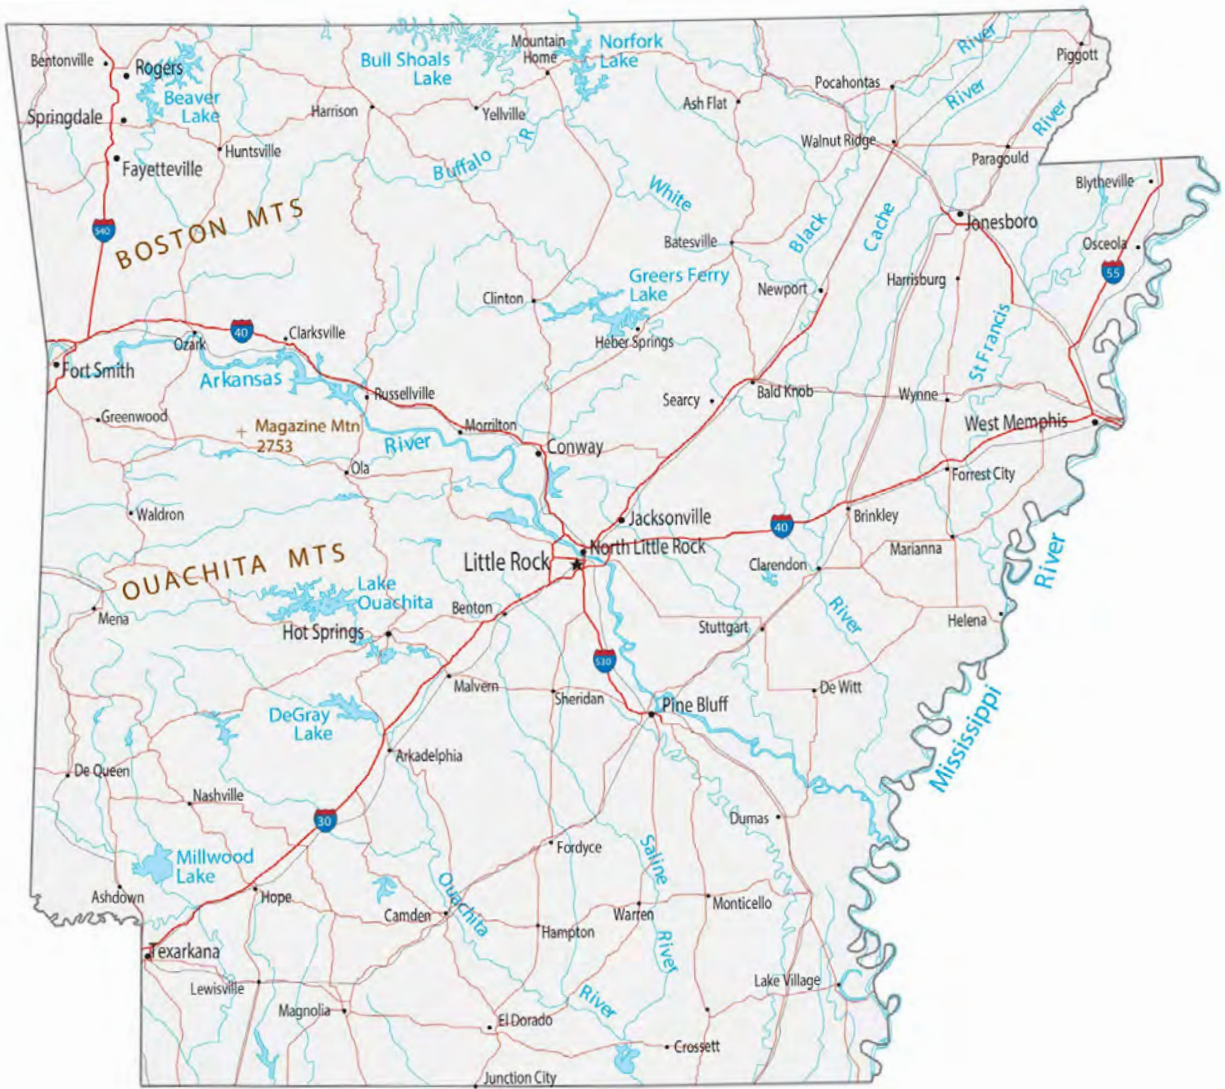 Bentonville
Rogers
Beaver
Lake
Springdale
Fayetteville
Huntsville
Harrison
Bull Shoals
Lake
Mountain
Home
Norfork
Lake
Yellville
Buffalo R
Ash Flat
Pocahontas
River
Piggott
River
River
Walnut Ridge
Paragould
Blytheville
540
BOSTON MTS
White
Black
Cache
Jonesboro
Osceola
55
Batesville
Greers Ferry
Lake
Newport
Harrisburg
Clinton
Heber Springs
St Francis
40
Clarksville
Ozark
Fort Smith
Arkansas
Russellville
Searcy
Bald Knob
Wynne
West Memphis
Greenwood
Magazine Mtn
2753
River
Morrilton
Conway
Ola
Forrest City
Waldron
Jacksonville
40
Brinkley
North Little Rock
Little Rock
Marianna
Clarendon
OUACHITA MTS
Lake
Ouachita
River
Mena
Benton
Hot Springs
Stuttgart
River
Helena
530
Malvern
Sheridan
De Witt
Pine Bluff
Mississippi
DeGray
Lake
Arkadelphia
De Queen
Nashville
30
Dumas
Fordyce
Saline
Millwood
Lake
Ashdown
Hope
Ouachita
Camden
Warren
Monticello
Hampton
River
Texarkana
Lewisville
Lake Village
Magnolia
River
El Dorado
Crossett
Junction City